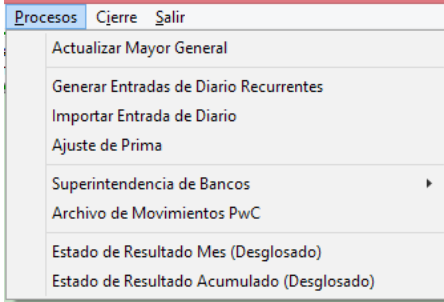 Procesos Cierre Salir
Actualizar Mayor General
Generar Entradas de Diario Recurrentes
Importar Entrada de Diario
Ajuste de Prima
Superintendencia de Bancos
Archivo de Movimientos PwC
Estado de Resultado Mes (Desglosado)
Estado de Resultado Acumulado (Desglosado)